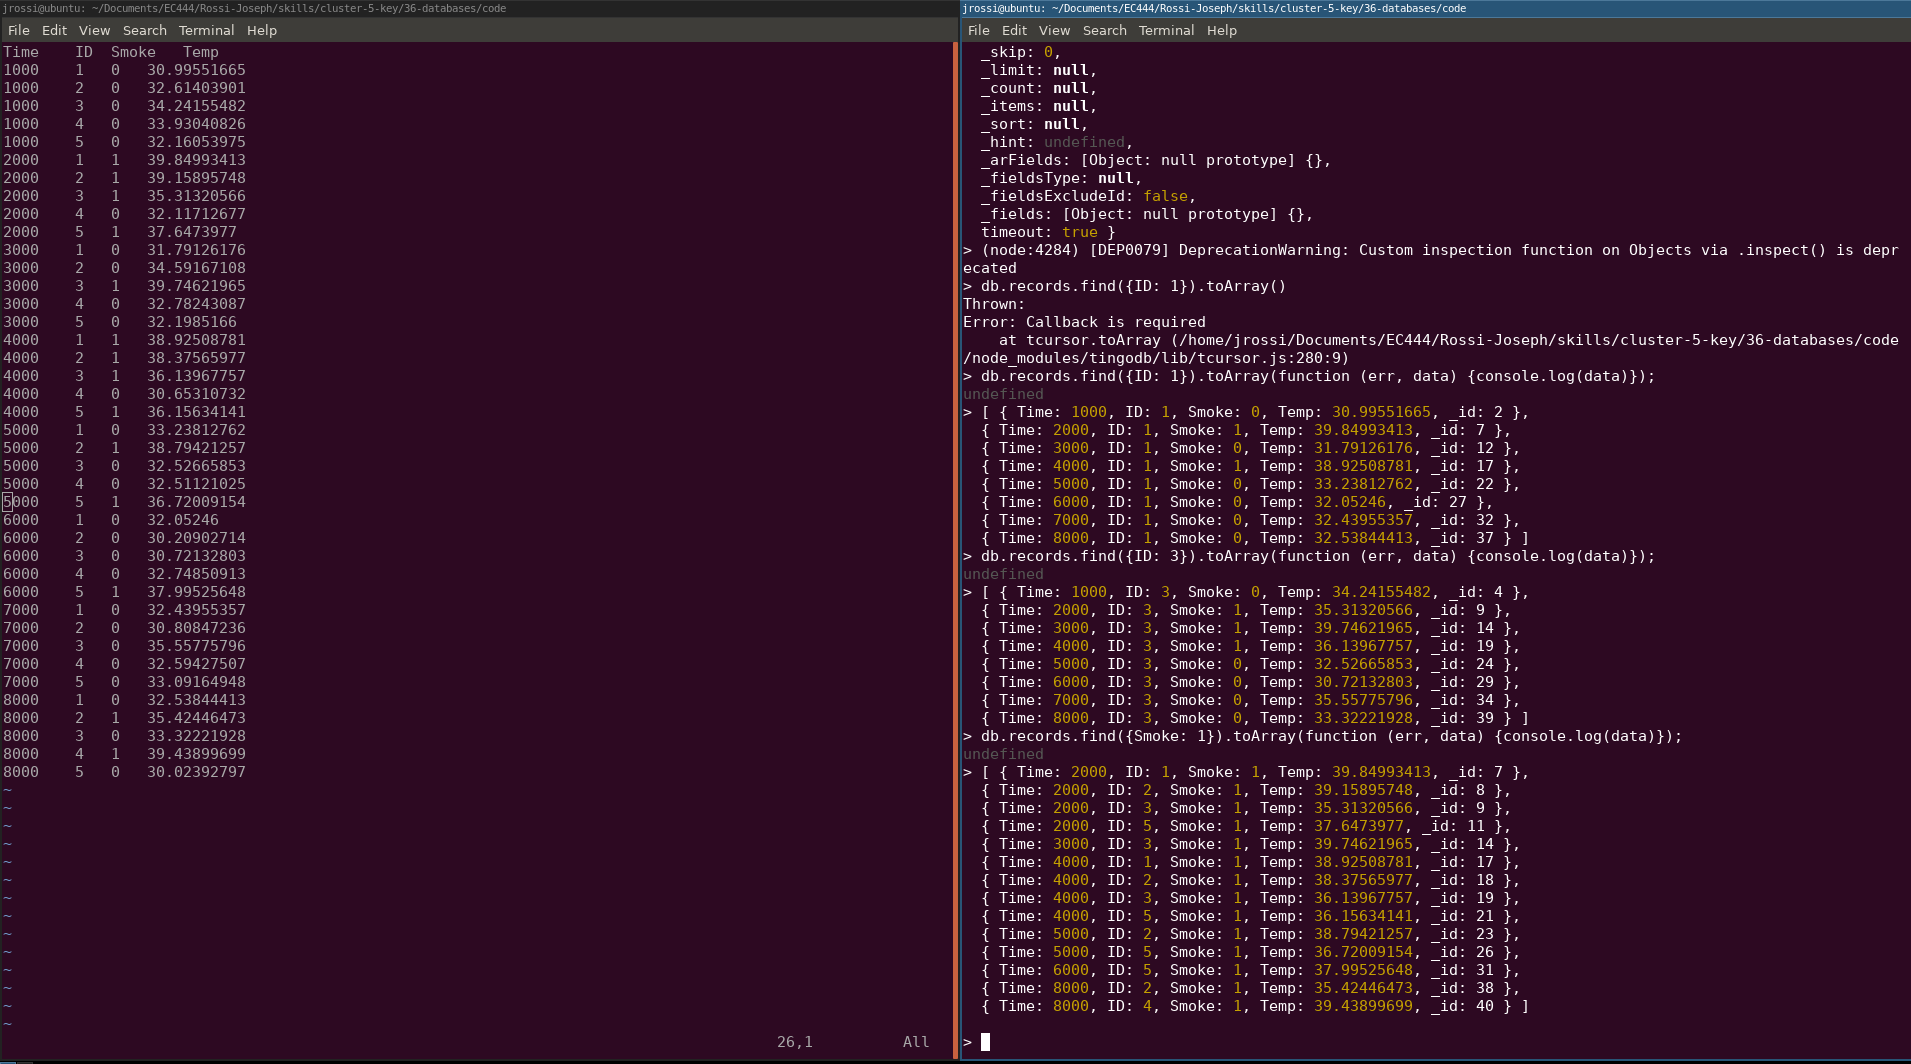 jrossi@ubuntu: ~/Documents/EC444/Rossi-Joseph/skills/cluster-5-key/36-databases/code
File Edit View Search Terminal Help
Time ID Smoke Temp
1000 1 0 30.99551665
1000 2 0 32.61403901
1000 3 0 34.24155482
1000 4 0 33.93040826
1000 5 0 32.16053975
2000 1 1 39.84993413
2000 2 1 39.15895748
2000 3 1 35.31320566
2000 4 0 32.11712677
2000 5 1 37.6473977
3000 1 0 31.79126176
3000 2 0 34.59167108
3000 3 1 39.74621965
3000 4 0 32.78243087
3000 5 0 32.1985166
4000 1 1 38.92508781
4000 2 1 38.37565977
4000 3 1 36.13967757
4000 4 0 30.65310732
4000 5 1 36.15634141
5000 1 0 33.23812762
5000 2 1 38.79421257
5000 3 0 32.52665853
5000 4 0 32.51121025
5000 5 1 36.72009154
6000 1 0 32.05246
6000 2 0 30.20902714
6000 3 0 30.72132803
6000 4 0 32.74850913
6000 5 1 37.99525648
7000 1 0 32.43955357
7000 2 0 30.80847236
7000 3 0 35.55775796
7000 4 0 32.59427507
7000 5 0 33.09164948
8000 1 0 32.53844413
8000 2 1 35.42446473
8000 3 0 33.32221928
8000 4 1 39.43899699
8000 5 0 30.02392797
~
~
~
~
~
~
~
~
~
~
~
~
~
~
26,1 All
jrossi@ubuntu: ~/Documents/EC444/Rossi-Joseph/skills/cluster-5-key/36-databases/code
File Edit View Search Terminal Help
_skip: 0,
_limit: null,
_count: null,
_items: null,
_sort: null,
_hint: undefined,
_arFields: [Object: null prototype] {},
_fieldsType: null,
_fieldsExcludeId: false,
_fields: [Object: null prototype] {},
timeout: true }
> (node:4284) [DEP0079] DeprecationWarning: Custom inspection function on Objects via .inspect() is depr
ecated
> db.records.find({ID: 1}).toArray()
Thrown:
Error: Callback is required
at tcursor.toArray (/home/jrossi/Documents/EC444/Rossi-Joseph/skills/cluster-5-key/36-databases/code
/node_modules/tingodb/lib/tcursor.js:280:9)
> db.records.find({ID: 1}).toArray(function (err, data) {console.log(data)});
undefined
> [ { Time: 1000, ID: 1, Smoke: 0, Temp: 30.99551665, _id: 2 },
{ Time: 2000, ID: 1, Smoke: 1, Temp: 39.84993413, _id: 7 },
{ Time: 3000, ID: 1, Smoke: 0, Temp: 31.79126176, _id: 12 },
{ Time: 4000, ID: 1, Smoke: 1, Temp: 38.92508781, _id: 17 },
{ Time: 5000, ID: 1, Smoke: 0, Temp: 33.23812762, _id: 22 },
{ Time: 6000, ID: 1, Smoke: 0, Temp: 32.05246, _id: 27 },
{ Time: 7000, ID: 1, Smoke: 0, Temp: 32.43955357, _id: 32 },
{ Time: 8000, ID: 1, Smoke: 0, Temp: 32.53844413, _id: 37 } ]
> db.records.find({ID: 3}).toArray(function (err, data) {console.log(data)});
undefined
> [ { Time: 1000, ID: 3, Smoke: 0, Temp: 34.24155482, _id: 4 },
{ Time: 2000, ID: 3, Smoke: 1, Temp: 35.31320566, _id: 9 },
{ Time: 3000, ID: 3, Smoke: 1, Temp: 39.74621965, _id: 14 },
{ Time: 4000, ID: 3, Smoke: 1, Temp: 36.13967757, _id: 19 },
{ Time: 5000, ID: 3, Smoke: 0, Temp: 32.52665853, _id: 24 },
{ Time: 6000, ID: 3, Smoke: 0, Temp: 30.72132803, _id: 29 },
{ Time: 7000, ID: 3, Smoke: 0, Temp: 35.55775796, _id: 34 },
{ Time: 8000, ID: 3, Smoke: 0, Temp: 33.32221928, _id: 39 } ]
> db.records.find({Smoke: 1}).toArray(function (err, data) {console.log(data)});
undefined
> [ { Time: 2000, ID: 1, Smoke: 1, Temp: 39.84993413, _id: 7 },
{ Time: 2000, ID: 2, Smoke: 1, Temp: 39.15895748, _id: 8 },
{ Time: 2000, ID: 3, Smoke: 1, Temp: 35.31320566, _id: 9 },
{ Time: 2000, ID: 5, Smoke: 1, Temp: 37.6473977, _id: 11 },
{ Time: 3000, ID: 3, Smoke: 1, Temp: 39.74621965, _id: 14 },
{ Time: 4000, ID: 1, Smoke: 1, Temp: 38.92508781, _id: 17 },
{ Time: 4000, ID: 2, Smoke: 1, Temp: 38.37565977, _id: 18 },
{ Time: 4000, ID: 3, Smoke: 1, Temp: 36.13967757, _id: 19 },
{ Time: 4000, ID: 5, Smoke: 1, Temp: 36.15634141, _id: 21 },
{ Time: 5000, ID: 2, Smoke: 1, Temp: 38.79421257, _id: 23 },
{ Time: 5000, ID: 5, Smoke: 1, Temp: 36.72009154, _id: 26 },
{ Time: 6000, ID: 5, Smoke: 1, Temp: 37.99525648, _id: 31 },
{ Time: 8000, ID: 2, Smoke: 1, Temp: 35.42446473, _id: 38 },
{ Time: 8000, ID: 4, Smoke: 1, Temp: 39.43899699, _id: 40 } ]
>